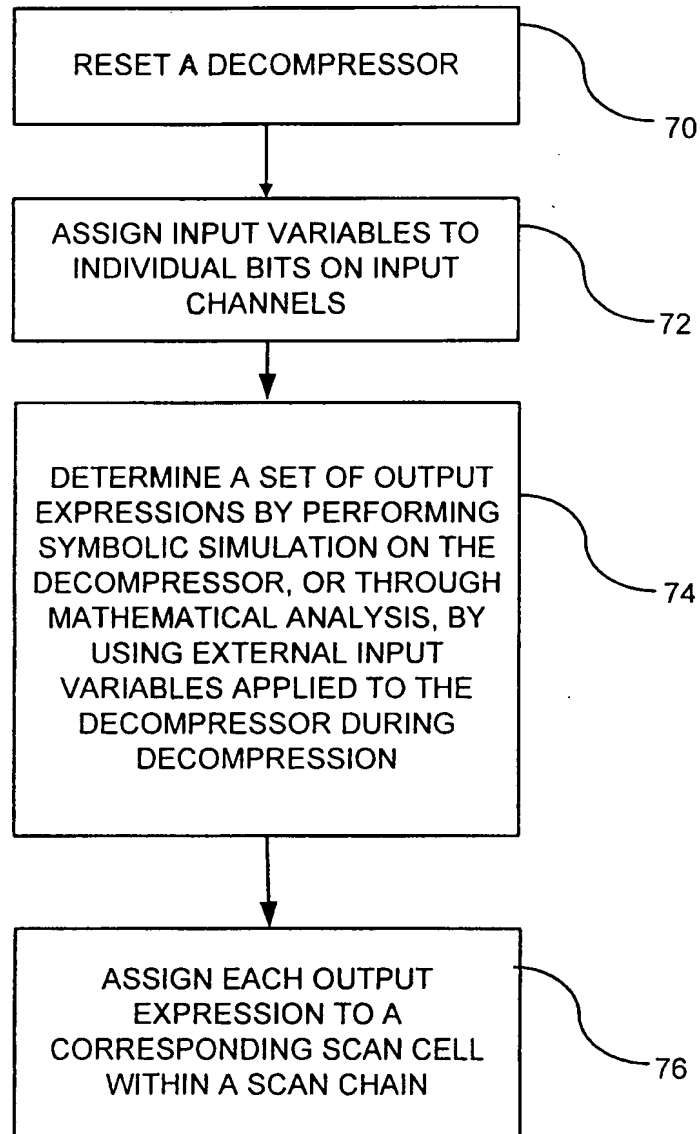 RESET A DECOMPRESSOR
70
ASSIGN INPUT VARIABLES TO
INDIVIDUAL BITS ON INPUT
CHANNELS
72
DETERMINE A SET OF OUTPUT
EXPRESSIONS BY PERFORMING
SYMBOLIC SIMULATION ON THE
DECOMPRESSOR, OR THROUGH
MATHEMATICAL ANALYSIS, BY
USING EXTERNAL INPUT
VARIABLES APPLIED TO THE
DECOMPRESSOR DURING
DECOMPRESSION
74
ASSIGN EACH OUTPUT
EXPRESSION TO A
CORRESPONDING SCAN CELL
WITHIN A SCAN CHAIN
76